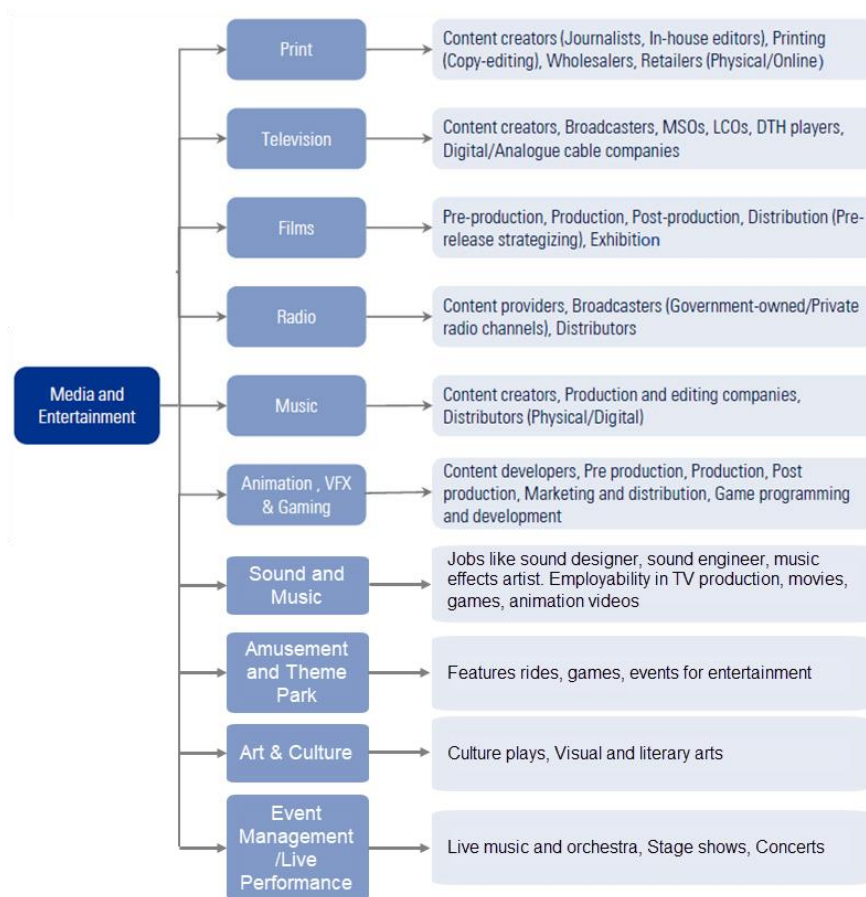 Print
Content creators (Journalists, In-house editors), Printing
(Copy-editing), Wholesalers, Retailers (Physical/Online)
Television
Content creators, Broadcasters, MSOs, LCOs, DTH players,
Digital/Analogue cable companies
Films
Pre-production, Production, Post-production, Distribution (Pre-
release strategizing), Exhibition
Radio
Content providers, Broadcasters (Government-owned/Private
radio channels), Distributors
Media and
Entertainment
Music
Content creators, Production and editing companies,
Distributors (Physical/Digital)
Animation , VFX
& Gaming
Content developers, Pre production, Production, Post
production, Marketing and distribution, Game programming
and development
Sound and
Music
Jobs like sound designer, sound engineer, music
effects artist. Employability in TV production, movies,
games, animation videos
Amusement
and Theme
Park
Features rides, games, events for entertainment
Art & Culture
Culture plays, Visual and literary arts
Event
Management
/Live
Performance
Live music and orchestra, Stage shows, Concerts